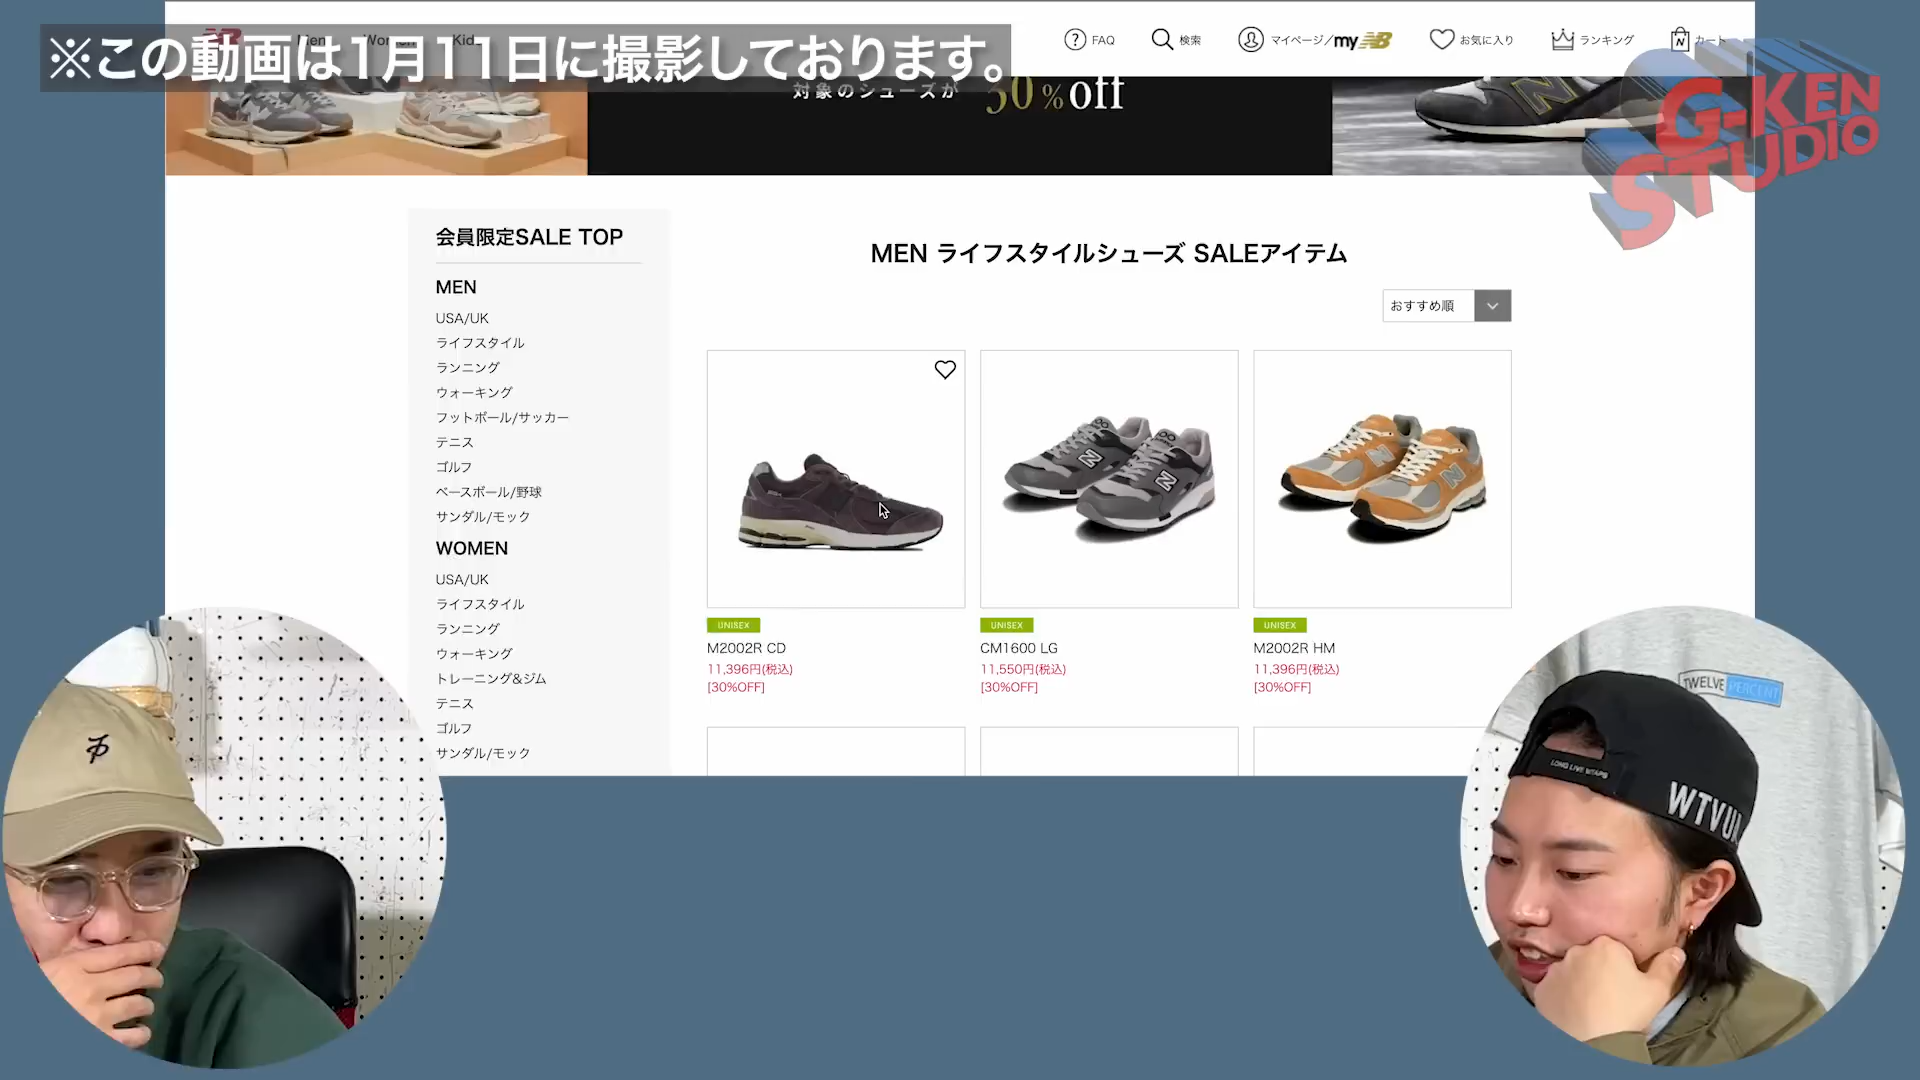 ※この動画は1月11日に撮影しております。
FAQ
検索
マイページ/my NB
お気に入り
ランキング
カート
対象のシューズが
30%off
G-KEN
STUDIO
会員限定SALE TOP
MEN
USA/UK
ライフスタイル
ランニング
ウォーキング
フットボール/サッカー
テニス
ゴルフ
ベースボール/野球
サンダル/モック
WOMEN
USA/UK
ライフスタイル
ランニング
ウォーキング
トレーニング&ジム
テニス
ゴルフ
サンダル/モック
MEN ライフスタイルシューズ SALEアイテム
おすすめ順
UNISEX
M2002R CD
11,396円(税込)
[30%OFF]
UNISEX
CM1600 LG
11,550円(税込)
[30%OFF]
UNISEX
M2002R HM
11,396円(税込)
[30%OFF]
TWELVE PERCENT
LONG LIVE WTAPS
WTVUA